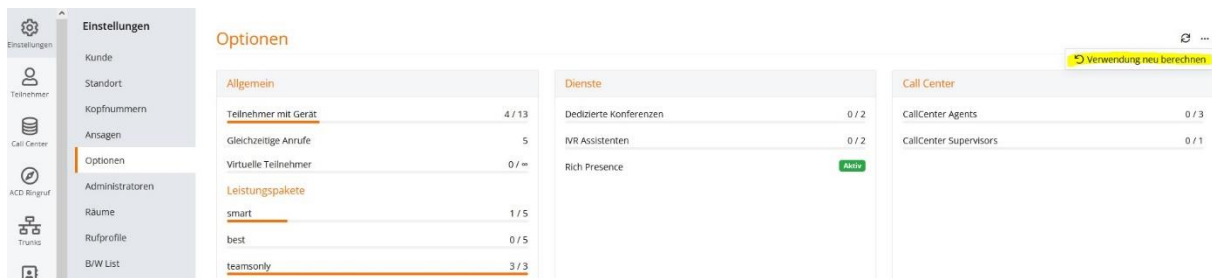 Einstellungen
Teilnehmer
Call Center
ACD Ringruf
Trunks
Einstellungen
Kunde
Standort
Kopfnummern
Ansagen
Optionen
Administratoren
Räume
Rufprofile
B/W List
Optionen
Verwendung neu berechnen
Allgemein
Teilnehmer mit Gerät 4 / 13
Gleichzeitige Anrufe 5
Virtuelle Teilnehmer 0 / ∞
Leistungspakete
smart 1 / 5
best 0 / 5
teamsonly 3 / 3
Dienste
Dedizierte Konferenzen 0 / 2
IVR Assistenten 0 / 2
Rich Presence Aktiv
Call Center
CallCenter Agents 0 / 3
CallCenter Supervisors 0 / 1